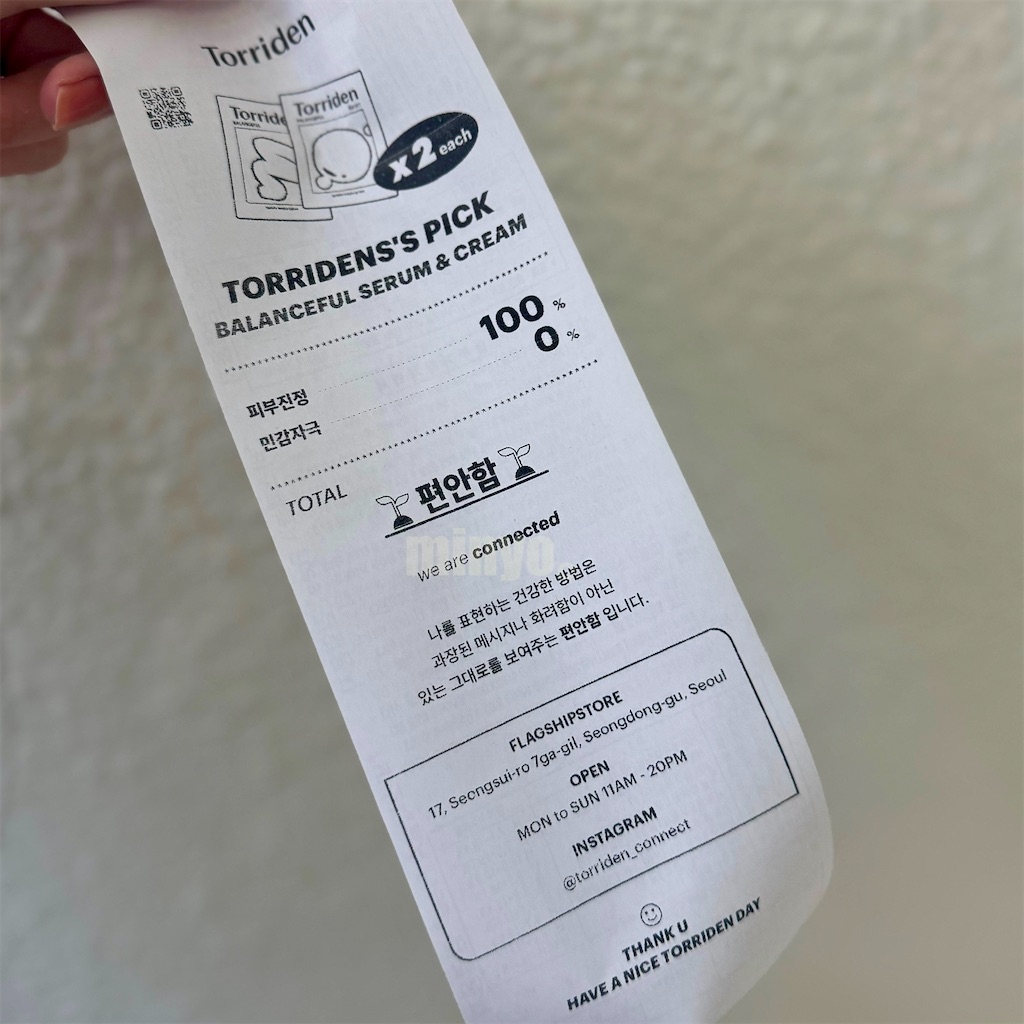 Torriden
Torride
Torriden
x2 each
TORRIDENS'S PICK
BALANCEFUL SERUM & CREAM
피부진정 100 %
민감자극 0 %
TOTAL 편안함
we are connected
minyo
나를 표현하는 건강한 방법은
과장된 메시지나 화려함이 아닌
있는 그대로를 보여주는 편안함 입니다.
FLAGSHIPSTORE
17, Seongsui-ro 7ga-gil, Seongdong-gu, Seoul
OPEN
MON to SUN 11AM - 20PM
INSTAGRAM
@torriden_connect
THANK U
HAVE A NICE TORRIDEN DAY